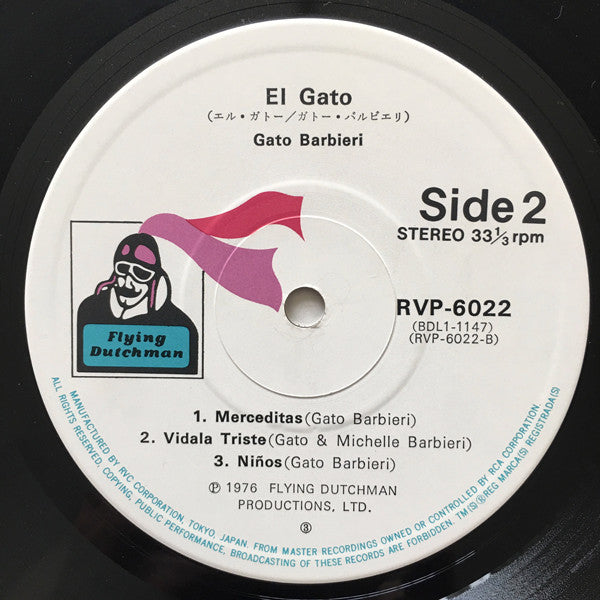 El Gato
(エル・ガトー/ガトー・バルビエリ)
Gato Barbieri
Side 2
STEREO 33⅓ rpm
Flying
Dutchman
RVP-6022
(BDL1-1147)
(RVP-6022-B)
1. Merceditas (Gato Barbieri)
2. Vidala Triste (Gato & Michelle Barbieri)
3. Niños (Gato Barbieri)
℗ 1976 FLYING DUTCHMAN
PRODUCTIONS, LTD.
③
MANUFACTURED BY RVC CORPORATION, TOKYO, JAPAN. FROM MASTER RECORDINGS OWNED OR CONTROLLED BY RCA CORPORATION.
ALL RIGHTS RESERVED. COPYING, PUBLIC PERFORMANCE, BROADCASTING OF THESE RECORDS ARE FORBIDDEN. TM(S)®REG MARCA(S) REGISTRADA(S)